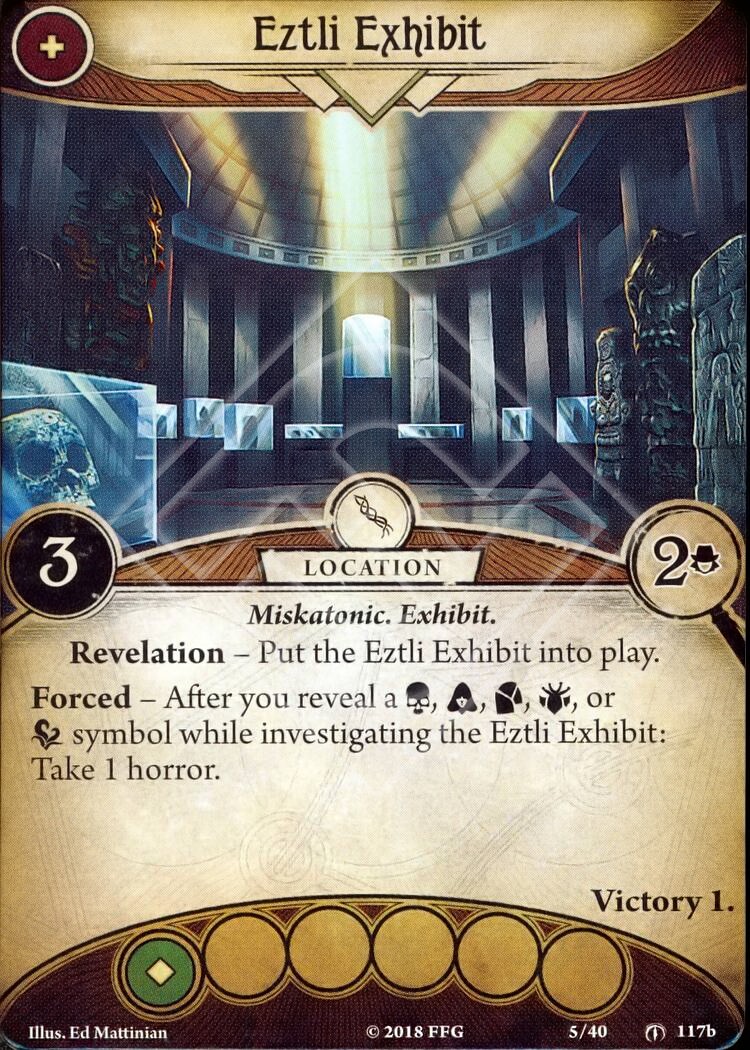 Eztli Exhibit
3
LOCATION
2
Miskatonic. Exhibit.
Revelation – Put the Eztli Exhibit into play.
Forced – After you reveal a , , , , or
symbol while investigating the Eztli Exhibit:
Take 1 horror.
Victory 1.
Illus. Ed Mattinian © 2018 FFG 5/40 117b